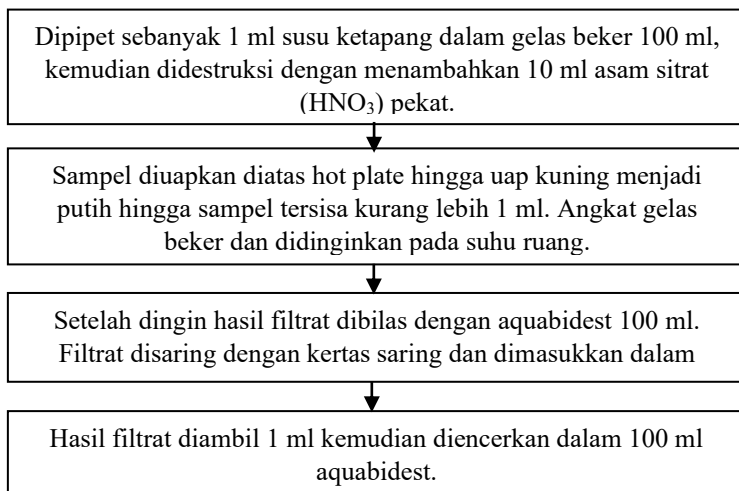 Dipipet sebanyak 1 ml susu ketapang dalam gelas beker 100 ml,
kemudian didestruksi dengan menambahkan 10 ml asam sitrat
(HNO₃) pekat.
Sampel diuapkan diatas hot plate hingga uap kuning menjadi
putih hingga sampel tersisa kurang lebih 1 ml. Angkat gelas
beker dan didinginkan pada suhu ruang.
Setelah dingin hasil filtrat dibilas dengan aquabidest 100 ml.
Filtrat disaring dengan kertas saring dan dimasukkan dalam
Hasil filtrat diambil 1 ml kemudian diencerkan dalam 100 ml
aquabidest.